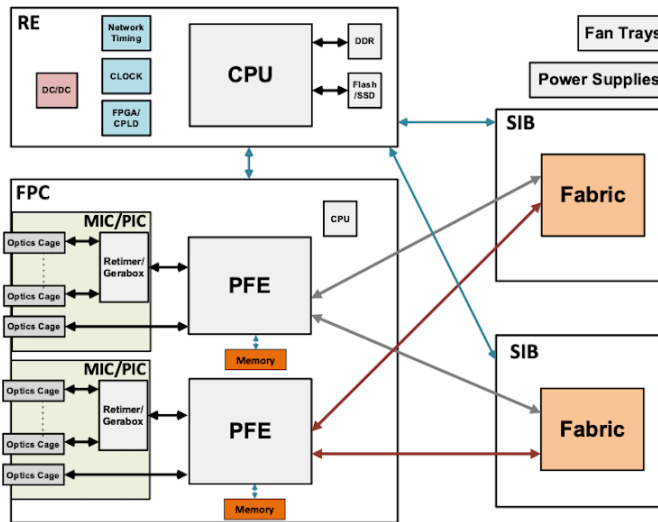 RE
Network
Timing
CLOCK
FPGA/
CPLD
DC/DC
CPU
DDR
Flash
/SSD
Fan Trays
Power Supplies
SIB
Fabric
FPC
MIC/PIC
CPU
Optics Cage
Optics Cage
Optics Cage
Retimer/
Gerabox
PFE
Memory
MIC/PIC
Optics Cage
Optics Cage
Optics Cage
Retimer/
Gerabox
PFE
Memory
SIB
Fabric